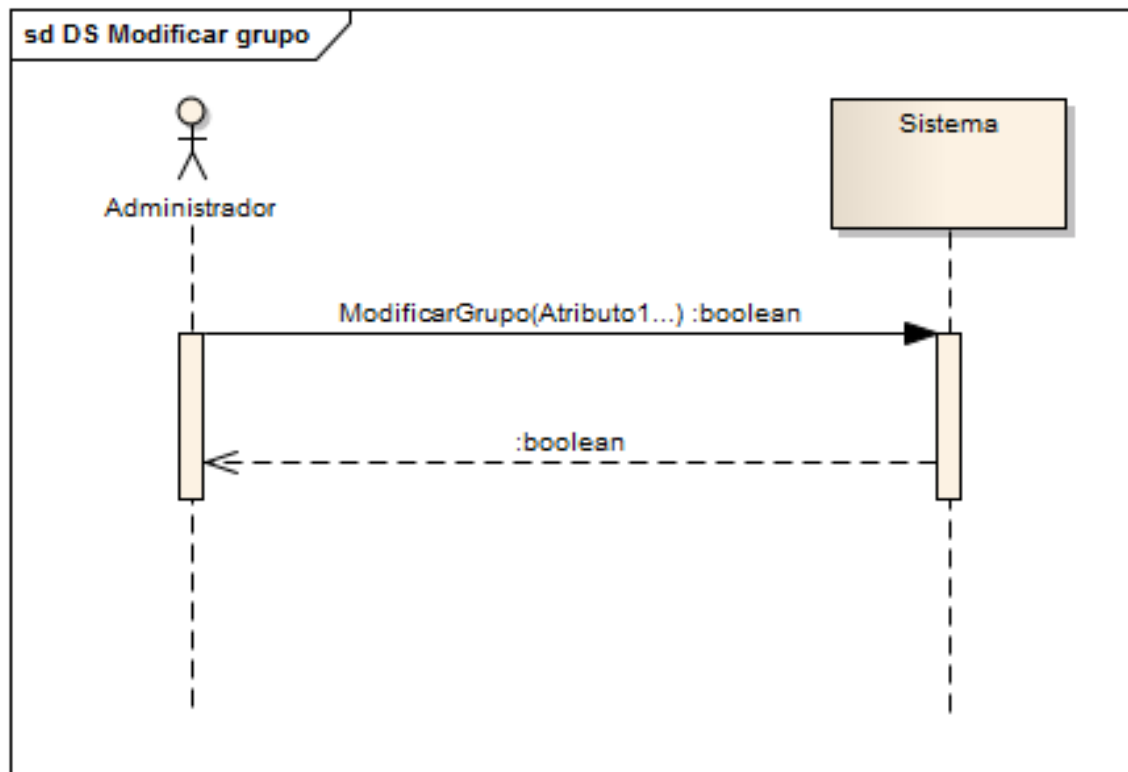 sd DS Modificar grupo
Sistema
Administrador
ModificarGrupo(Atributo1...) :boolean
:boolean